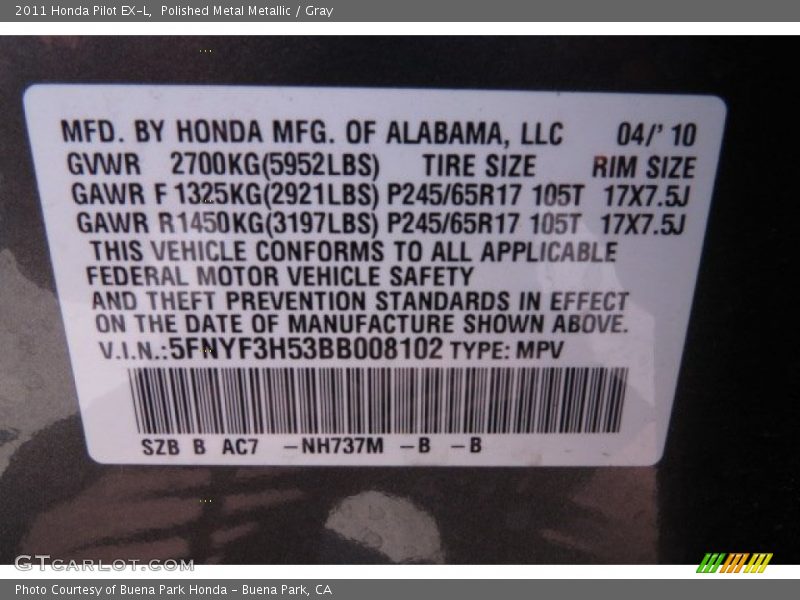 2011 Honda Pilot EX-L, Polished Metal Metallic / Gray
MFD. BY HONDA MFG. OF ALABAMA, LLC 04/' 10
GVWR 2700KG(5952LBS) TIRE SIZE RIM SIZE
GAWR F 1325KG(2921LBS) P245/65R17 105T 17X7.5J
GAWR R1450KG(3197LBS) P245/65R17 105T 17X7.5J
THIS VEHICLE CONFORMS TO ALL APPLICABLE
FEDERAL MOTOR VEHICLE SAFETY
AND THEFT PREVENTION STANDARDS IN EFFECT
ON THE DATE OF MANUFACTURE SHOWN ABOVE.
V.I.N.:5FNYF3H53BB008102 TYPE: MPV
SZB B AC7 -NH737M -B -B
GTCARLOT.COM
Photo Courtesy of Buena Park Honda - Buena Park, CA